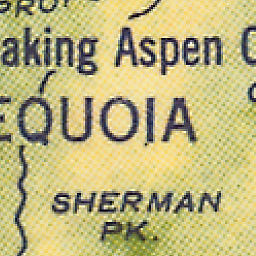 aking Aspen C
EQUOIA
SHERMAN
PK.